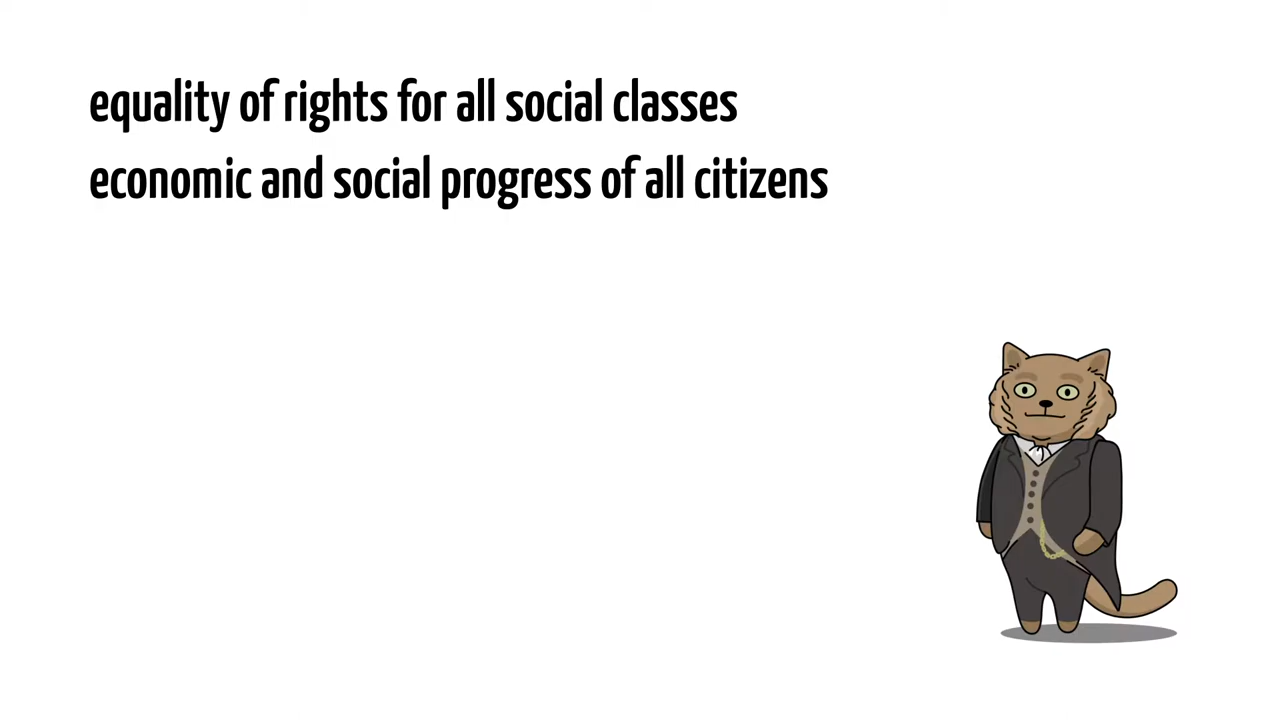 equality of rights for all social classes
economic and social progress of all citizens